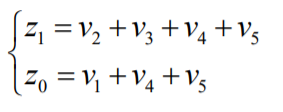 z₁ = v₂ + v₃ + v₄ + v₅
z₀ = v₁ + v₄ + v₅